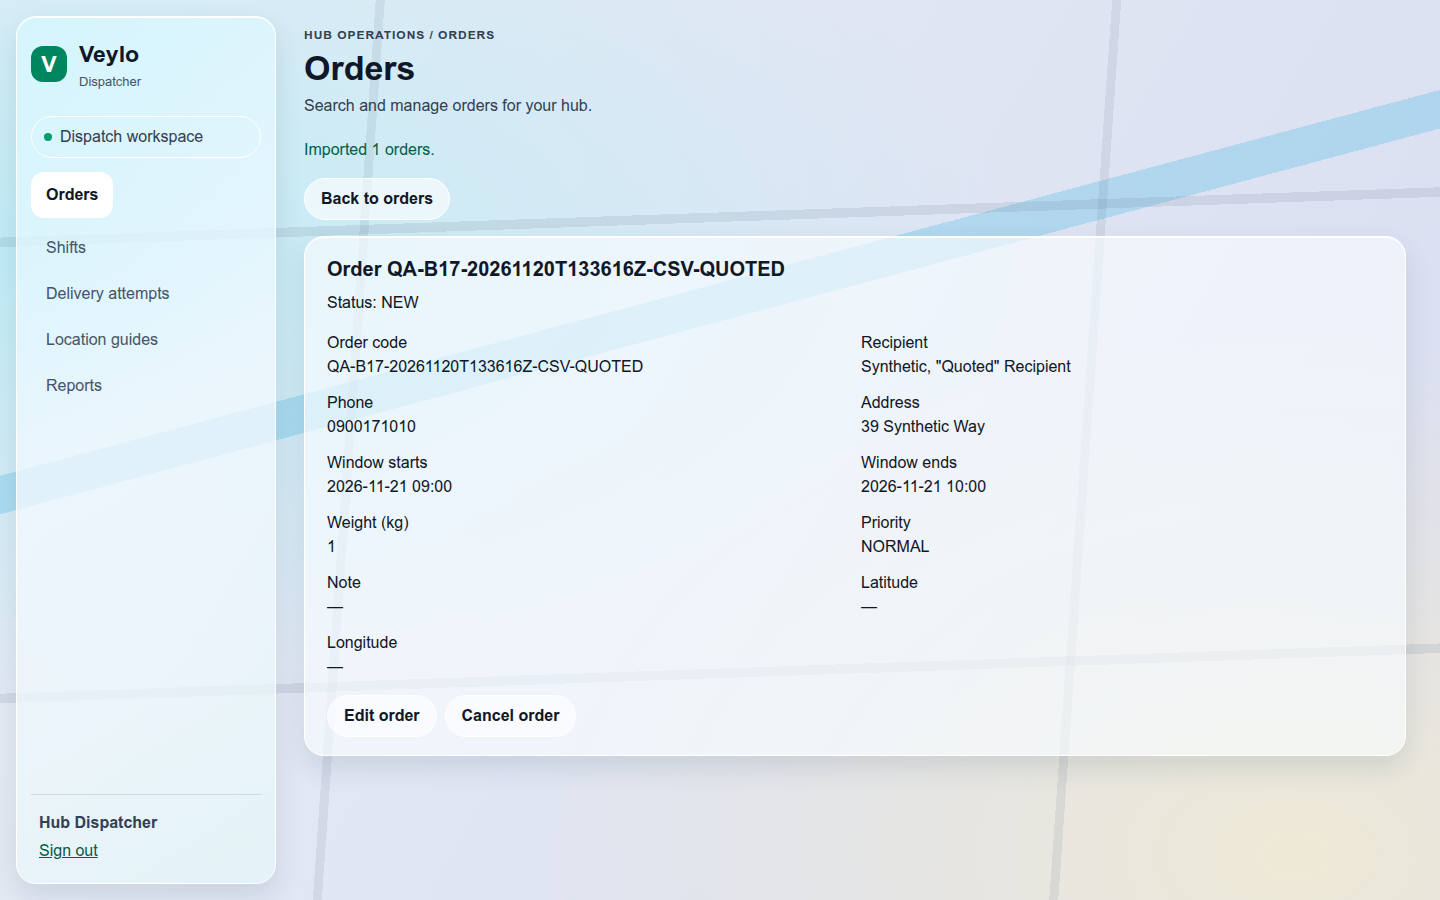 V
Veylo
Dispatcher
Dispatch workspace
Orders
Shifts
Delivery attempts
Location guides
Reports
Hub Dispatcher
Sign out
HUB OPERATIONS / ORDERS
Orders
Search and manage orders for your hub.
Imported 1 orders.
Back to orders
Order QA-B17-20261120T133616Z-CSV-QUOTED
Status: NEW
Order code
QA-B17-20261120T133616Z-CSV-QUOTED
Recipient
Synthetic, "Quoted" Recipient
Phone
0900171010
Address
39 Synthetic Way
Window starts
2026-11-21 09:00
Window ends
2026-11-21 10:00
Weight (kg)
1
Priority
NORMAL
Note
—
Latitude
—
Longitude
—
Edit order
Cancel order